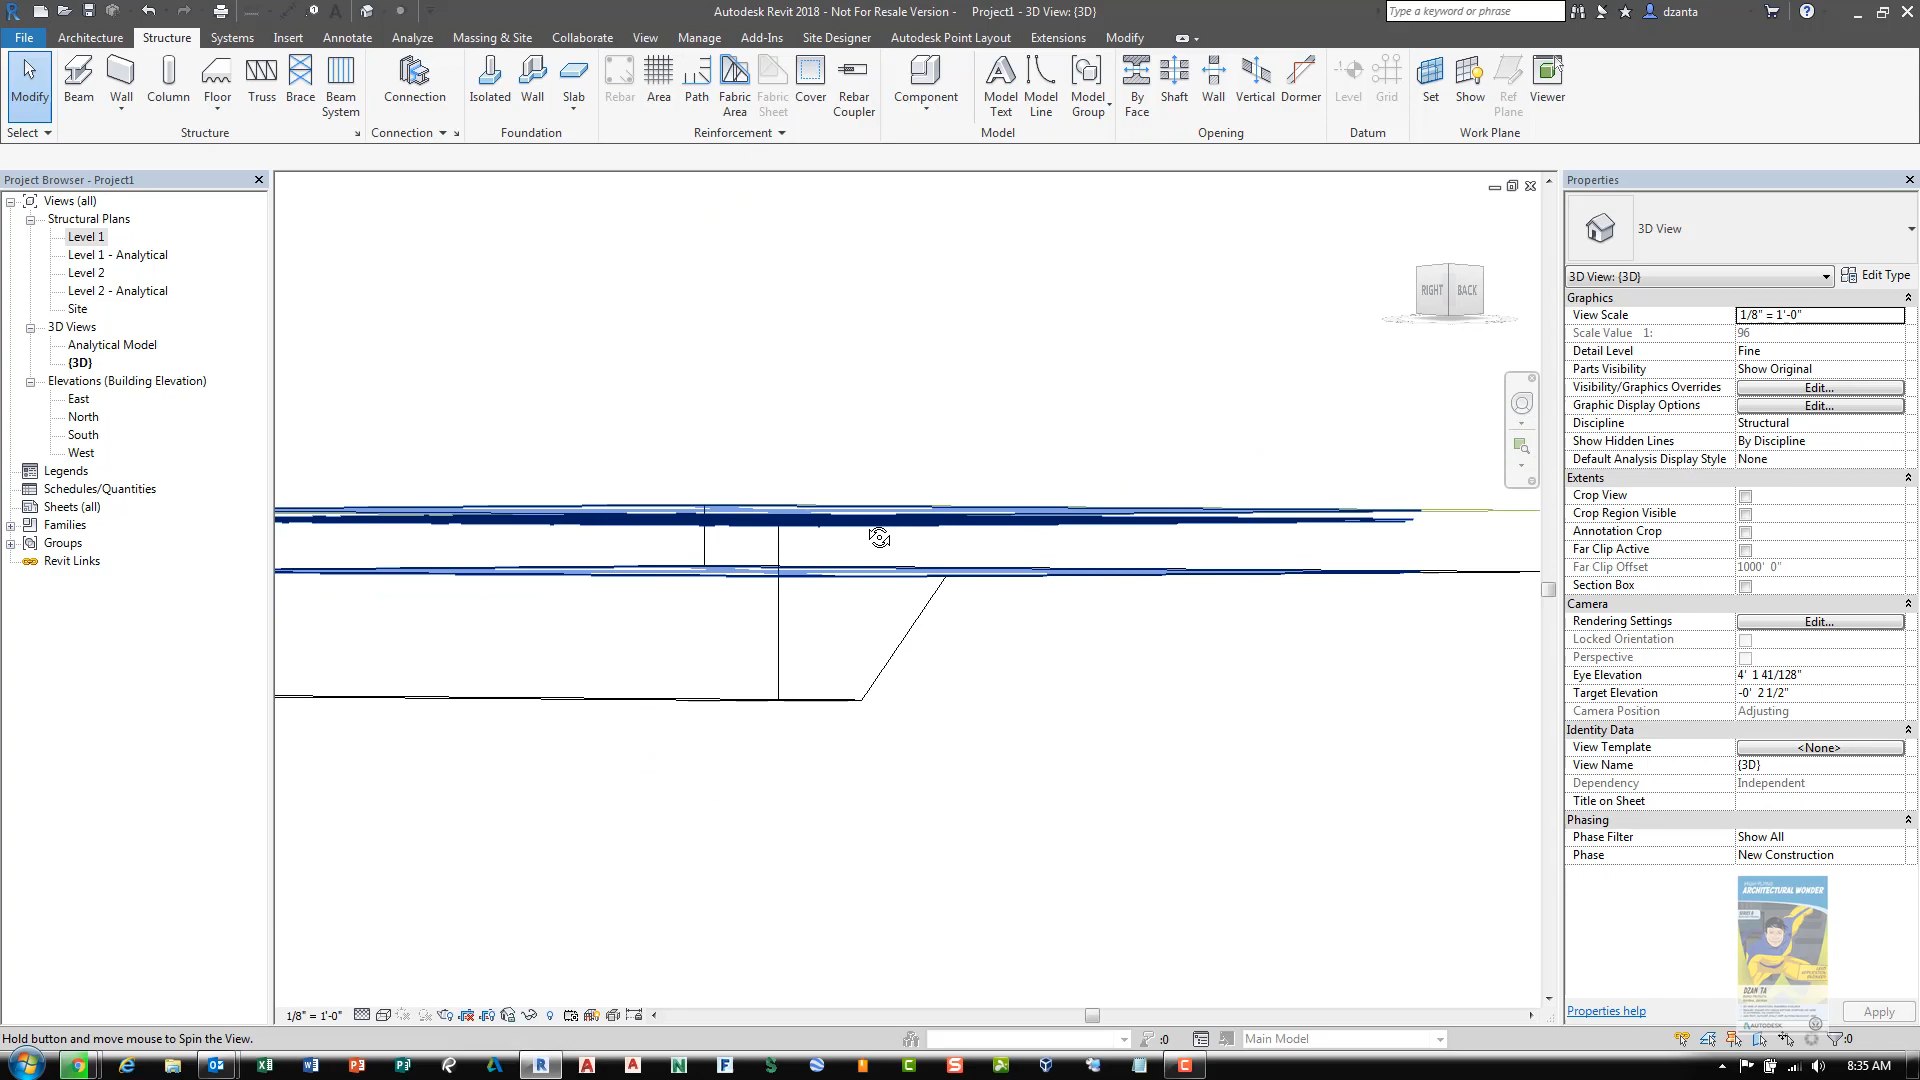 Autodesk Revit 2018 - Not For Resale Version - Project1 - 3D View: {3D}
Type a keyword or phrase
dzanta
File Architecture Structure Systems Insert Annotate Analyze Massing & Site Collaborate View Manage Add-Ins Site Designer Autodesk Point Layout Extensions Modify
Modify Beam Wall Column Floor Truss Brace Beam System Connection Isolated Wall Slab Rebar Area Path Fabric Area Fabric Sheet Cover Rebar Coupler Component Model Text Model Line Model Group By Face Shaft Wall Vertical Dormer Level Grid Set Show Ref Plane Viewer
Select Structure Connection Foundation Reinforcement Model Opening Datum Work Plane
Project Browser - Project1
Views (all)
Structural Plans
Level 1
Level 1 - Analytical
Level 2
Level 2 - Analytical
Site
3D Views
Analytical Model
{3D}
Elevations (Building Elevation)
East
North
South
West
Legends
Schedules/Quantities
Sheets (all)
Families
Groups
Revit Links
RIGHT BACK
Properties
3D View
3D View: {3D} Edit Type
Graphics
View Scale 1/8" = 1'-0"
Scale Value 1: 96
Detail Level Fine
Parts Visibility Show Original
Visibility/Graphics Overrides Edit...
Graphic Display Options Edit...
Discipline Structural
Show Hidden Lines By Discipline
Default Analysis Display Style None
Extents
Crop View
Crop Region Visible
Annotation Crop
Far Clip Active
Far Clip Offset 1000' 0"
Section Box
Camera
Rendering Settings Edit...
Locked Orientation
Perspective
Eye Elevation 4' 1 41/128"
Target Elevation -0' 2 1/2"
Camera Position Adjusting
Identity Data
View Template <None>
View Name {3D}
Dependency Independent
Title on Sheet
Phasing
Phase Filter Show All
Phase New Construction
ARCHITECTURAL WONDER
DZAN TA
AUTODESK
Properties help
Apply
1/8" = 1'-0"
Hold button and move mouse to Spin the View.
:0
Main Model
:0
8:35 AM